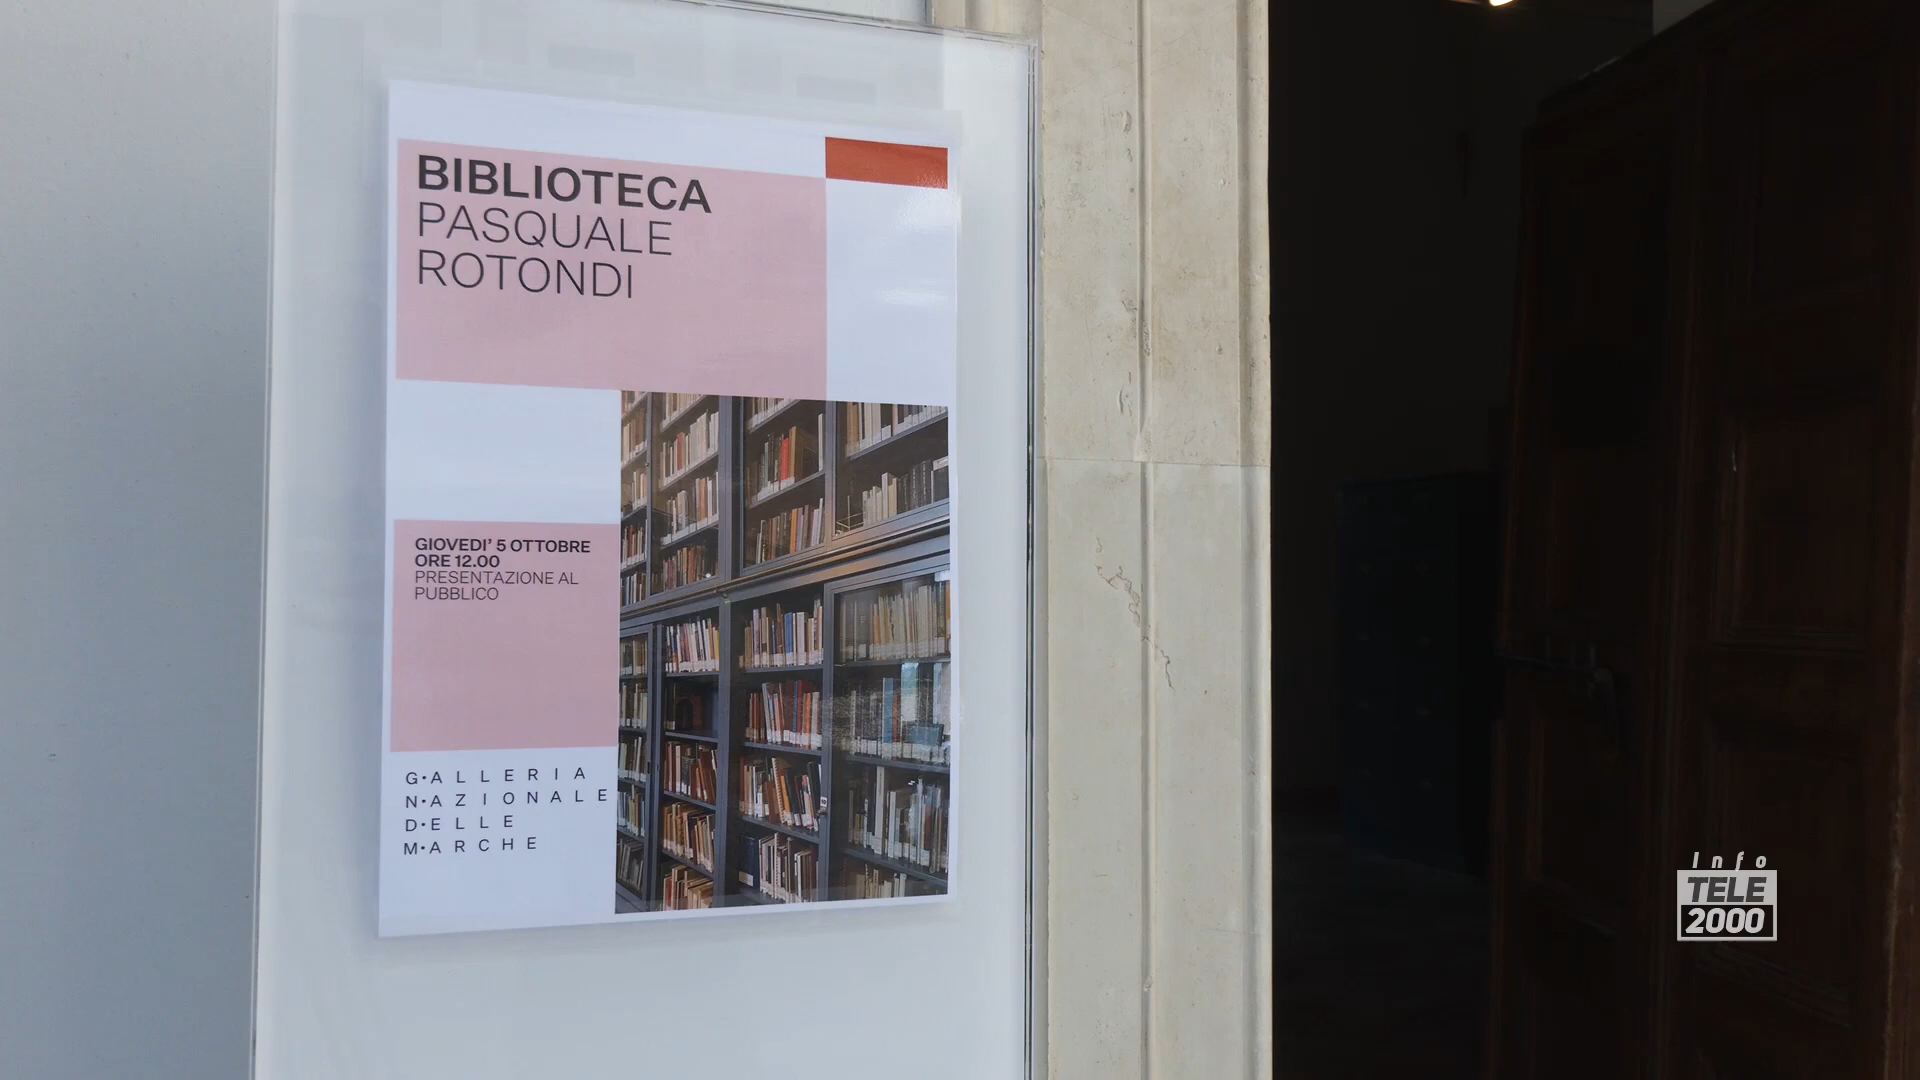 BIBLIOTECA
PASQUALE
ROTONDI
GIOVEDI' 5 OTTOBRE
ORE 12.00
PRESENTAZIONE AL
PUBBLICO
G•ALLERIA
N•AZIONALE
D•ELLE
M•ARCHE
Info
TELE
2000